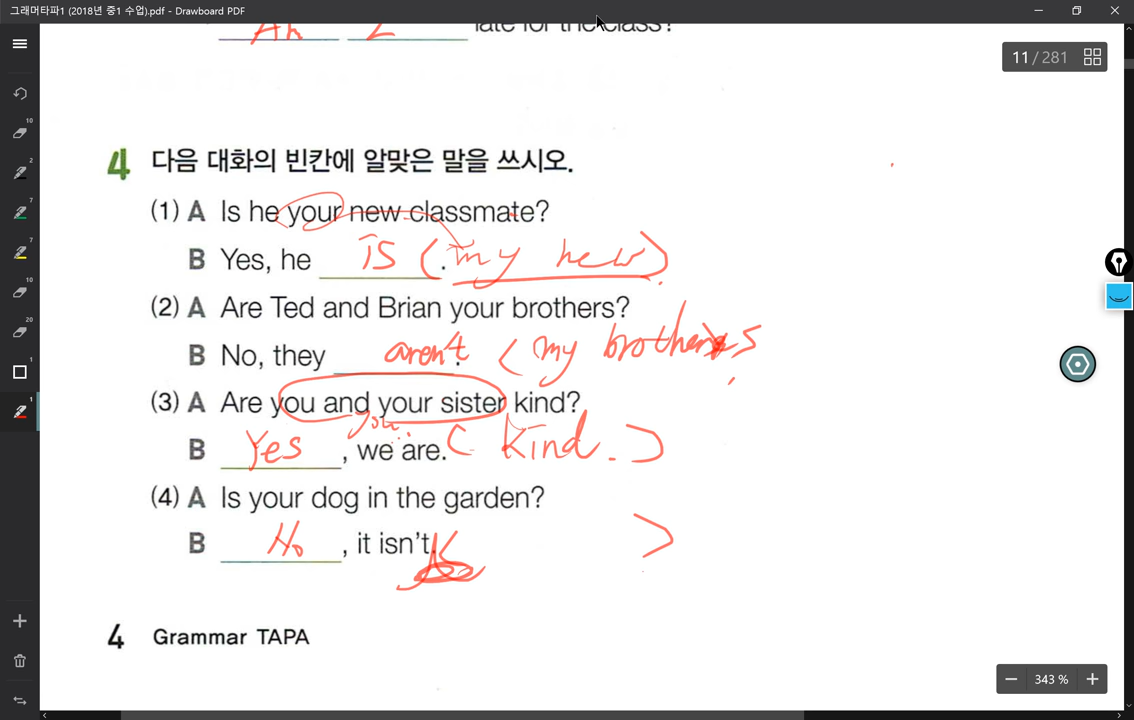 그래머타파1 (2018년 중1 수업).pdf - Drawboard PDF
late for the class?
11 / 281
4 다음 대화의 빈칸에 알맞은 말을 쓰시오.
(1) A Is he your new classmate?
B Yes, he is (my new).
(2) A Are Ted and Brian your brothers?
B No, they aren't. (my brothers
(3) A Are you and your sister kind?
you
B Yes, we are. (kind.)
(4) A Is your dog in the garden?
B No, it isn't.
4 Grammar TAPA
343 %